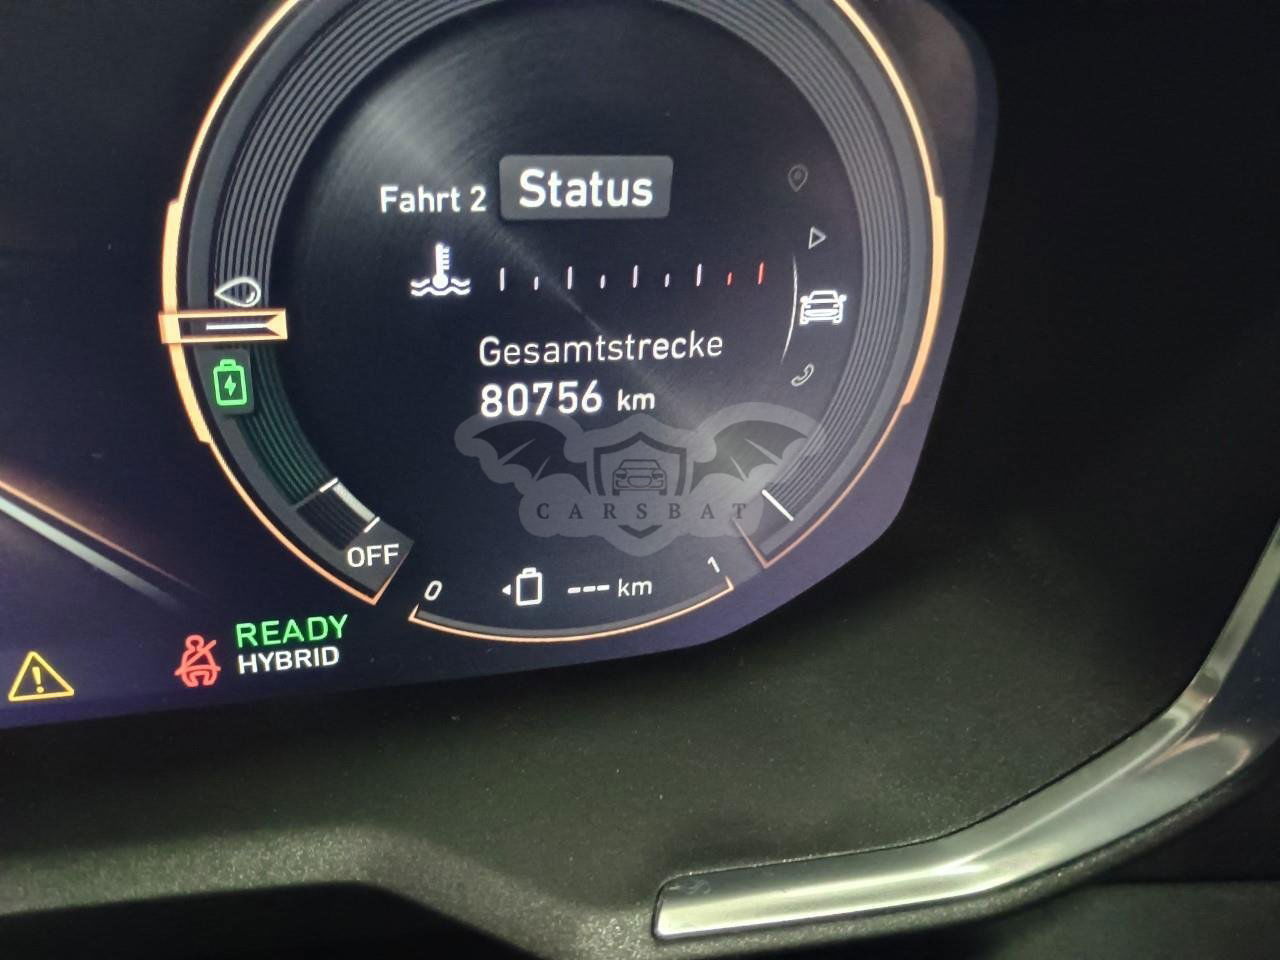 Fahrt 2 Status
Gesamtstrecke
80756 km
CARSBAT
OFF
0 --- km 1
READY
HYBRID